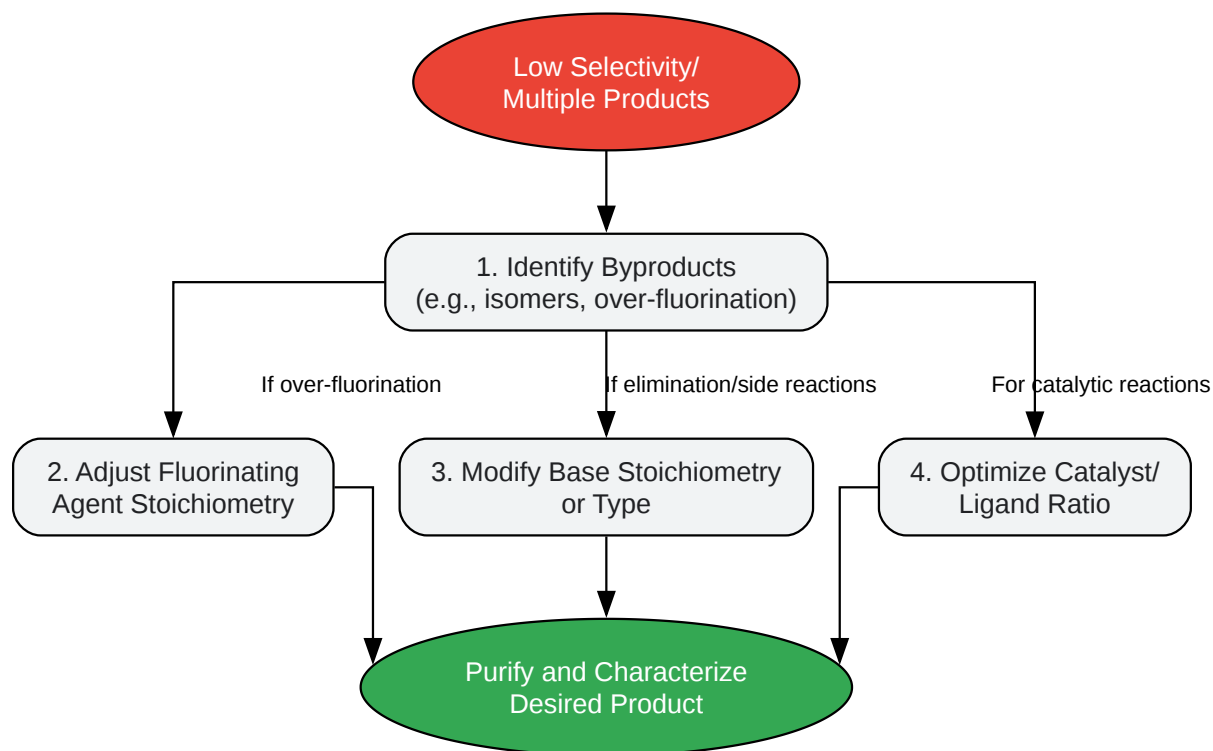 Low Selectivity/
Multiple Products
1. Identify Byproducts
(e.g., isomers, over-fluorination)
If over-fluorination
If elimination/side reactions
For catalytic reactions
2. Adjust Fluorinating
Agent Stoichiometry
3. Modify Base Stoichiometry
or Type
4. Optimize Catalyst/
Ligand Ratio
Purify and Characterize
Desired Product